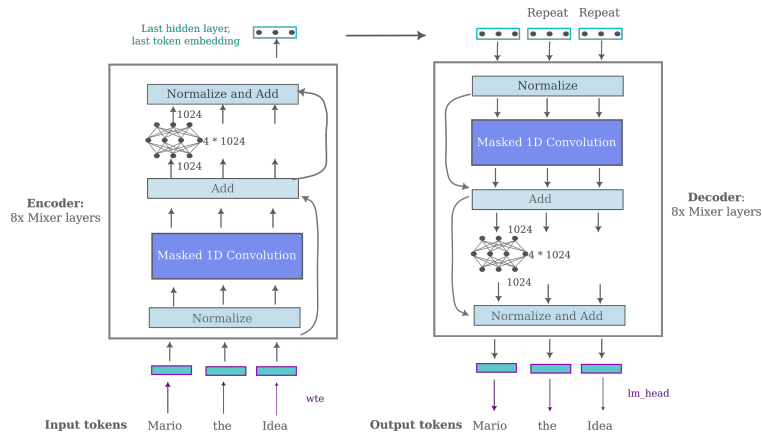 Repeat Repeat
Last hidden layer,
last token embedding
Normalize and Add
1024
4 * 1024
1024
Add
Encoder:
8x Mixer layers
Masked 1D Convolution
Normalize
wte
Input tokens Mario the Idea
Normalize
Masked 1D Convolution
Add
Decoder:
8x Mixer layers
1024
4 * 1024
1024
Normalize and Add
lm_head
Output tokens Mario the Idea